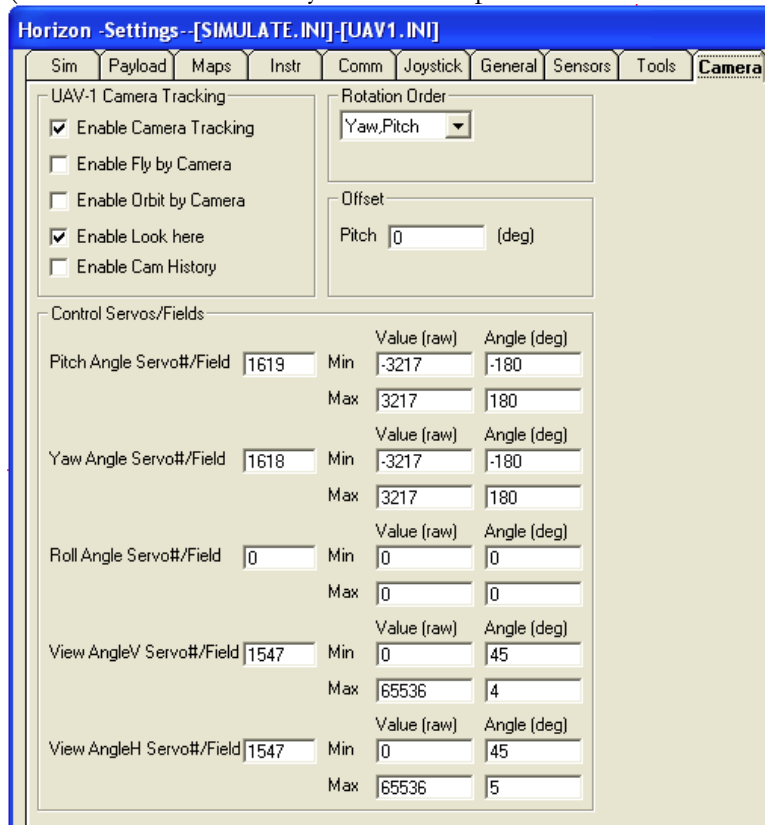 Horizon -Settings--[SIMULATE.INI]-[UAV1.INI]
Sim Payload Maps Instr Comm Joystick General Sensors Tools Camera
UAV-1 Camera Tracking
Enable Camera Tracking
Enable Fly by Camera
Enable Orbit by Camera
Enable Look here
Enable Cam History
Rotation Order
Yaw,Pitch
Offset
Pitch 0 (deg)
Control Servos/Fields
Value (raw) Angle (deg)
Pitch Angle Servo#/Field 1619 Min -3217 -180
Max 3217 180
Value (raw) Angle (deg)
Yaw Angle Servo#/Field 1618 Min -3217 -180
Max 3217 180
Value (raw) Angle (deg)
Roll Angle Servo#/Field 0 Min 0 0
Max 0 0
Value (raw) Angle (deg)
View AngleV Servo#/Field 1547 Min 0 45
Max 65536 4
Value (raw) Angle (deg)
View AngleH Servo#/Field 1547 Min 0 45
Max 65536 5